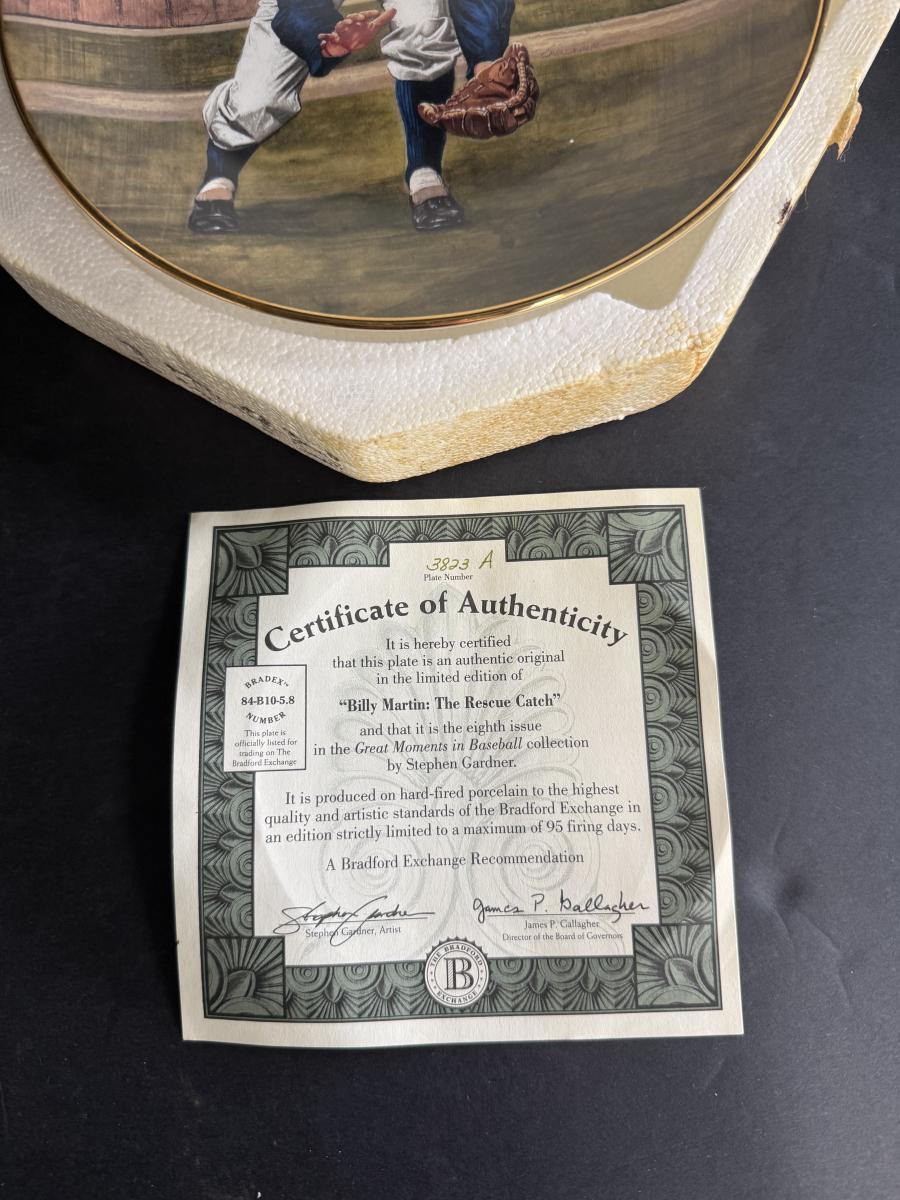 3823 A
Plate Number
Certificate of Authenticity
It is hereby certified
that this plate is an authentic original
in the limited edition of
“Billy Martin: The Rescue Catch”
and that it is the eighth issue
in the Great Moments in Baseball collection
by Stephen Gardner.
BRADEX™
84-B10-5.8
NUMBER
This plate is
officially listed for
trading on The
Bradford Exchange
It is produced on hard-fired porcelain to the highest
quality and artistic standards of the Bradford Exchange in
an edition strictly limited to a maximum of 95 firing days.
A Bradford Exchange Recommendation
Stephen Gardner
Stephen Gardner, Artist
James P. Gallagher
James P. Gallagher
Director of the Board of Governors
THE BRADFORD
B
EXCHANGE